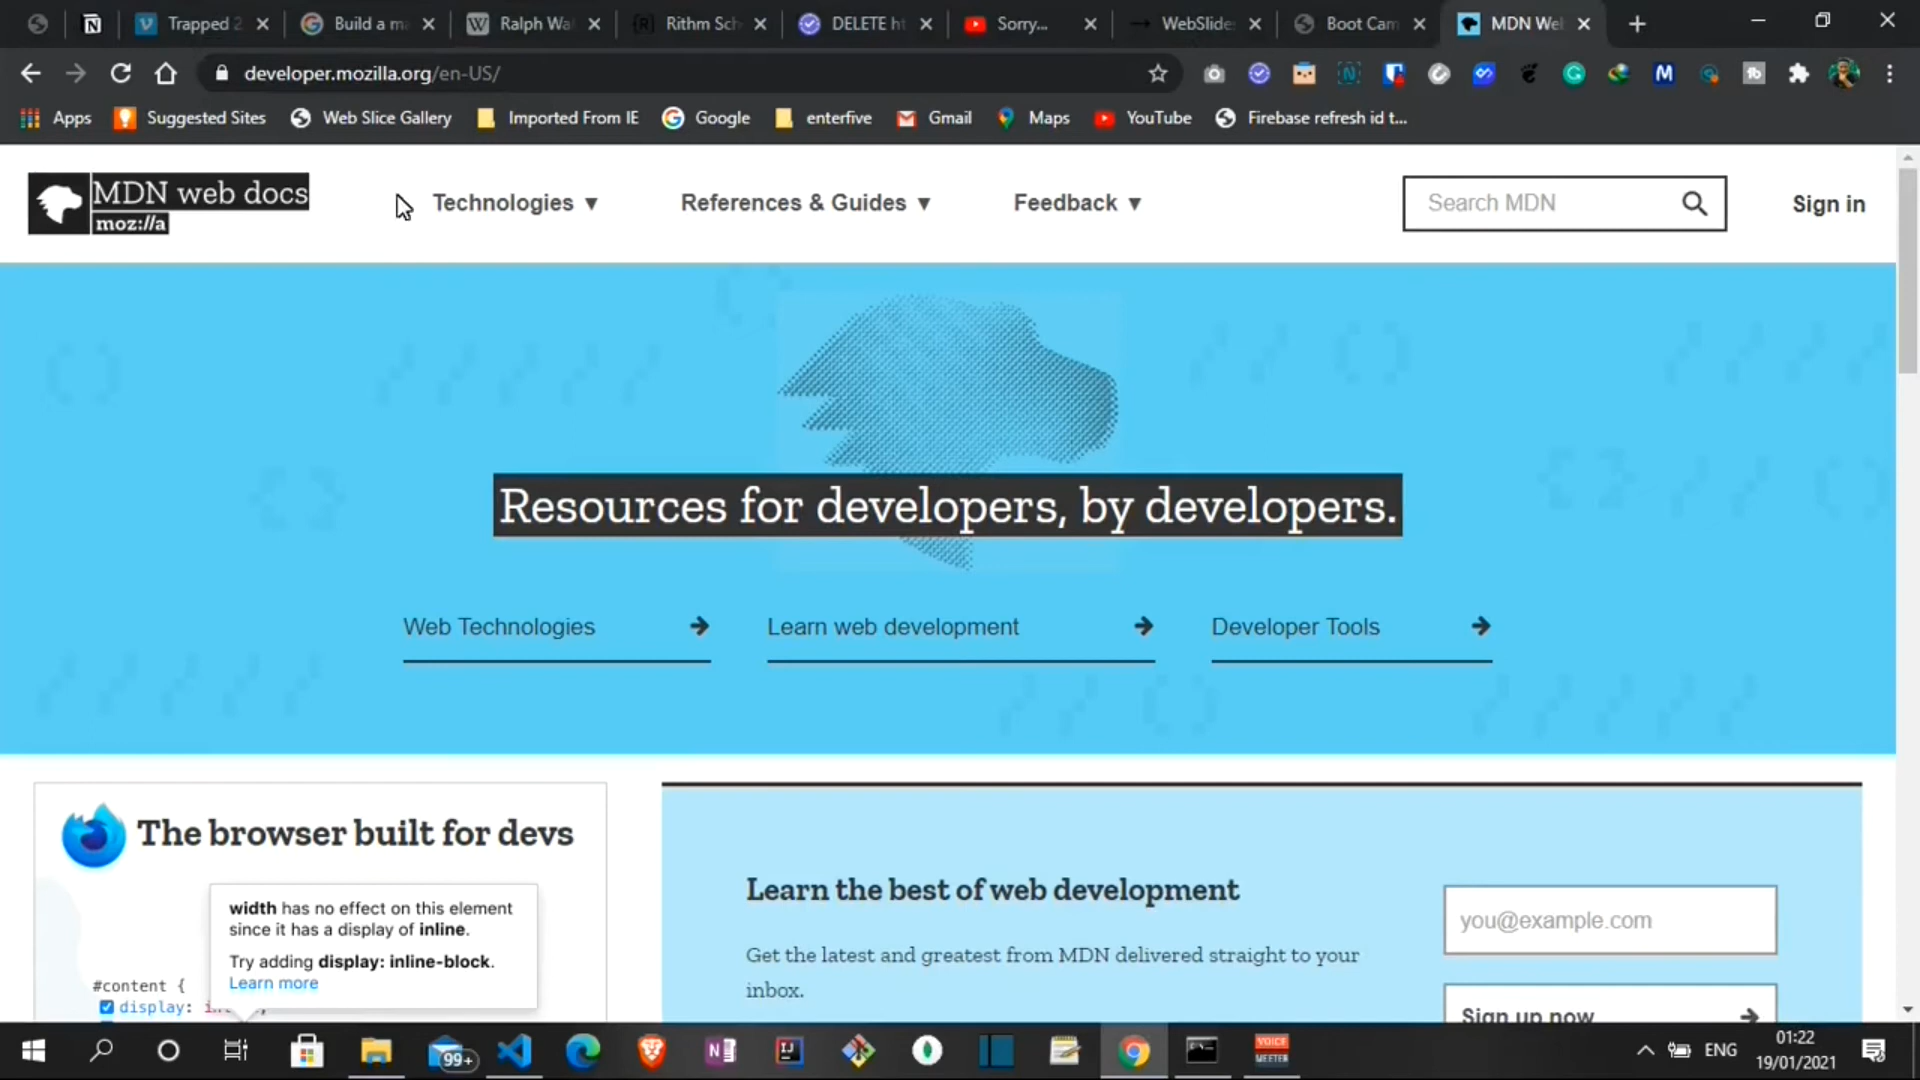 Trapped 2
Build a ma
Ralph Wa
Rithm Sch
DELETE ht
Sorry...
WebSlide
Boot Cam
MDN Web
developer.mozilla.org/en-US/
Apps
Suggested Sites
Web Slice Gallery
Imported From IE
Google
enterfive
Gmail
Maps
YouTube
Firebase refresh id t...
MDN web docs
moz://a
Technologies ▼
References & Guides ▼
Feedback ▼
Search MDN
Sign in
Resources for developers, by developers.
Web Technologies
Learn web development
Developer Tools
The browser built for devs
width has no effect on this element
since it has a display of inline.
Try adding display: inline-block.
Learn more
#content {
display:
Learn the best of web development
Get the latest and greatest from MDN delivered straight to your
inbox.
you@example.com
Sign up now
99+
VOICE
MEETER
ENG
01:22
19/01/2021